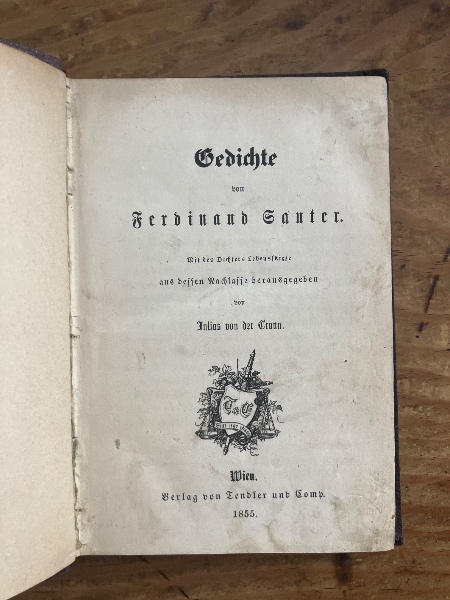 Gedichte
von
Ferdinand Sauter.
Mit des Dichters Lebensskizze
aus dessen Nachlasse herausgegeben
von
Julius von der Traun.
T & C
Wien.
Verlag von Tendler und Comp.
1855.